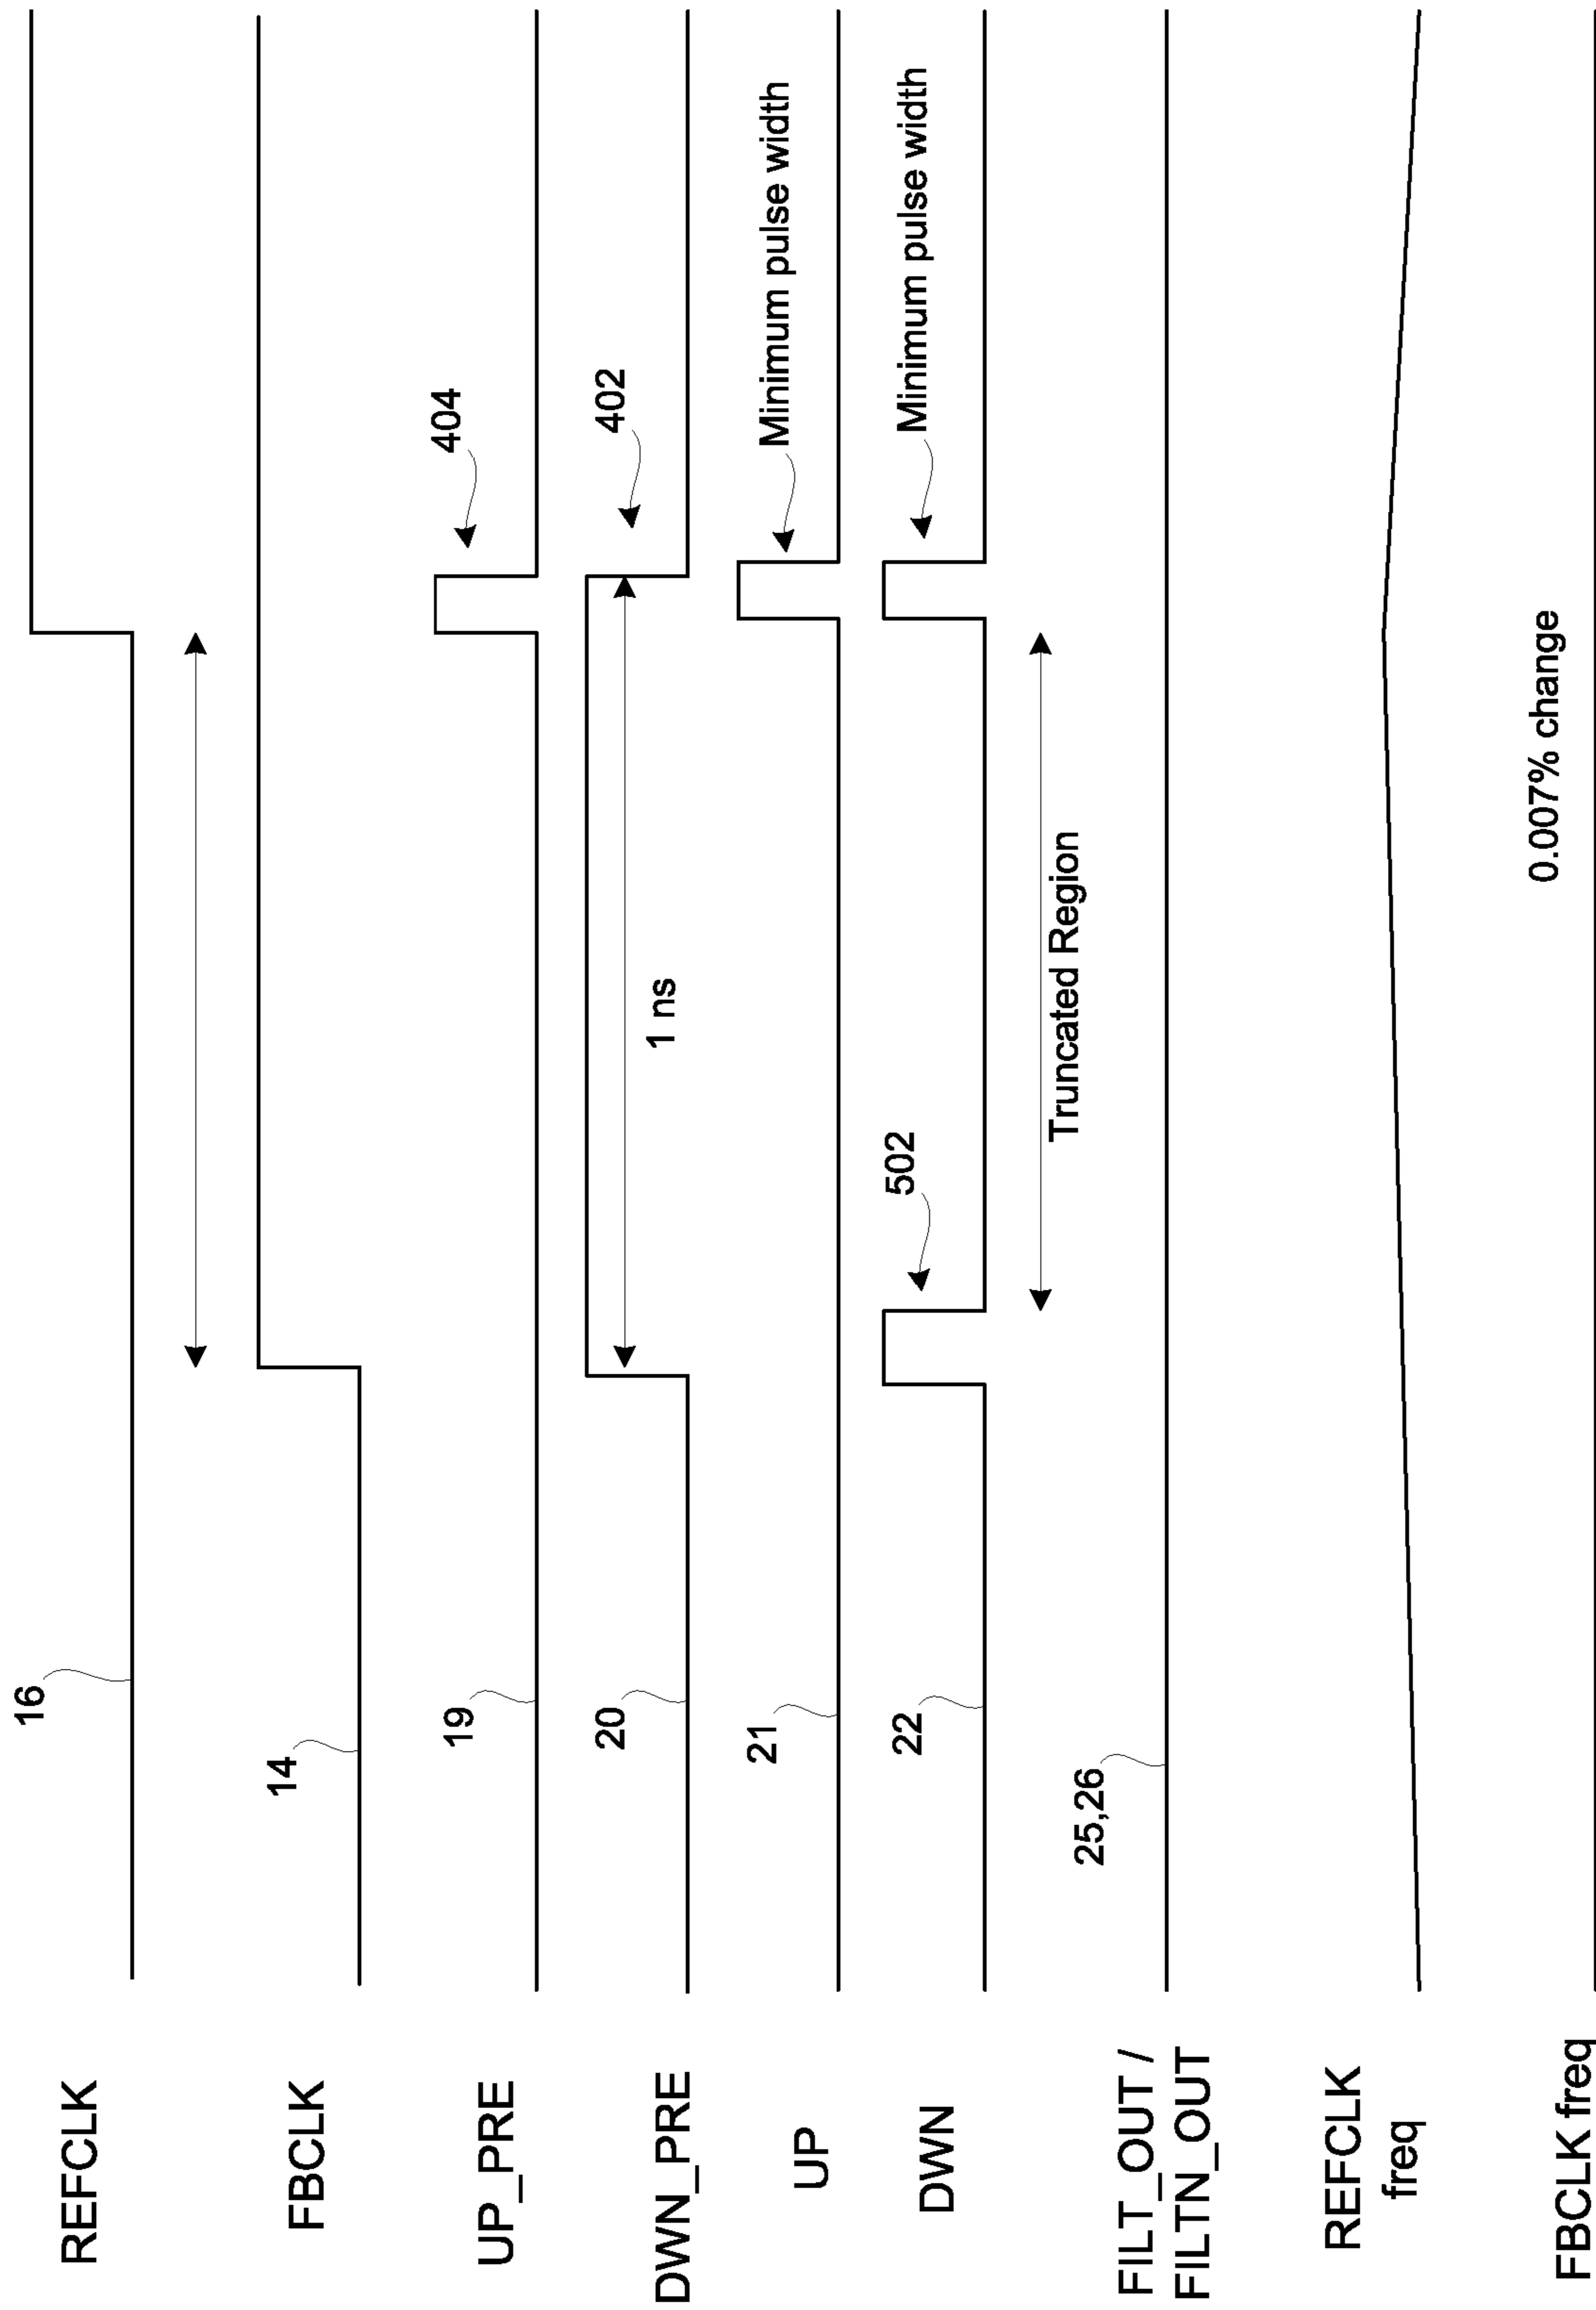 REFCLK
16
FBCLK
14
UP_PRE
19
404
DWN_PRE
20
1 ns
402
UP
21
Minimum pulse width
DWN
22
502
Minimum pulse width
Truncated Region
FILT_OUT /
FILTN_OUT
25,26
REFCLK
freq
0.007% change
FBCLK freq